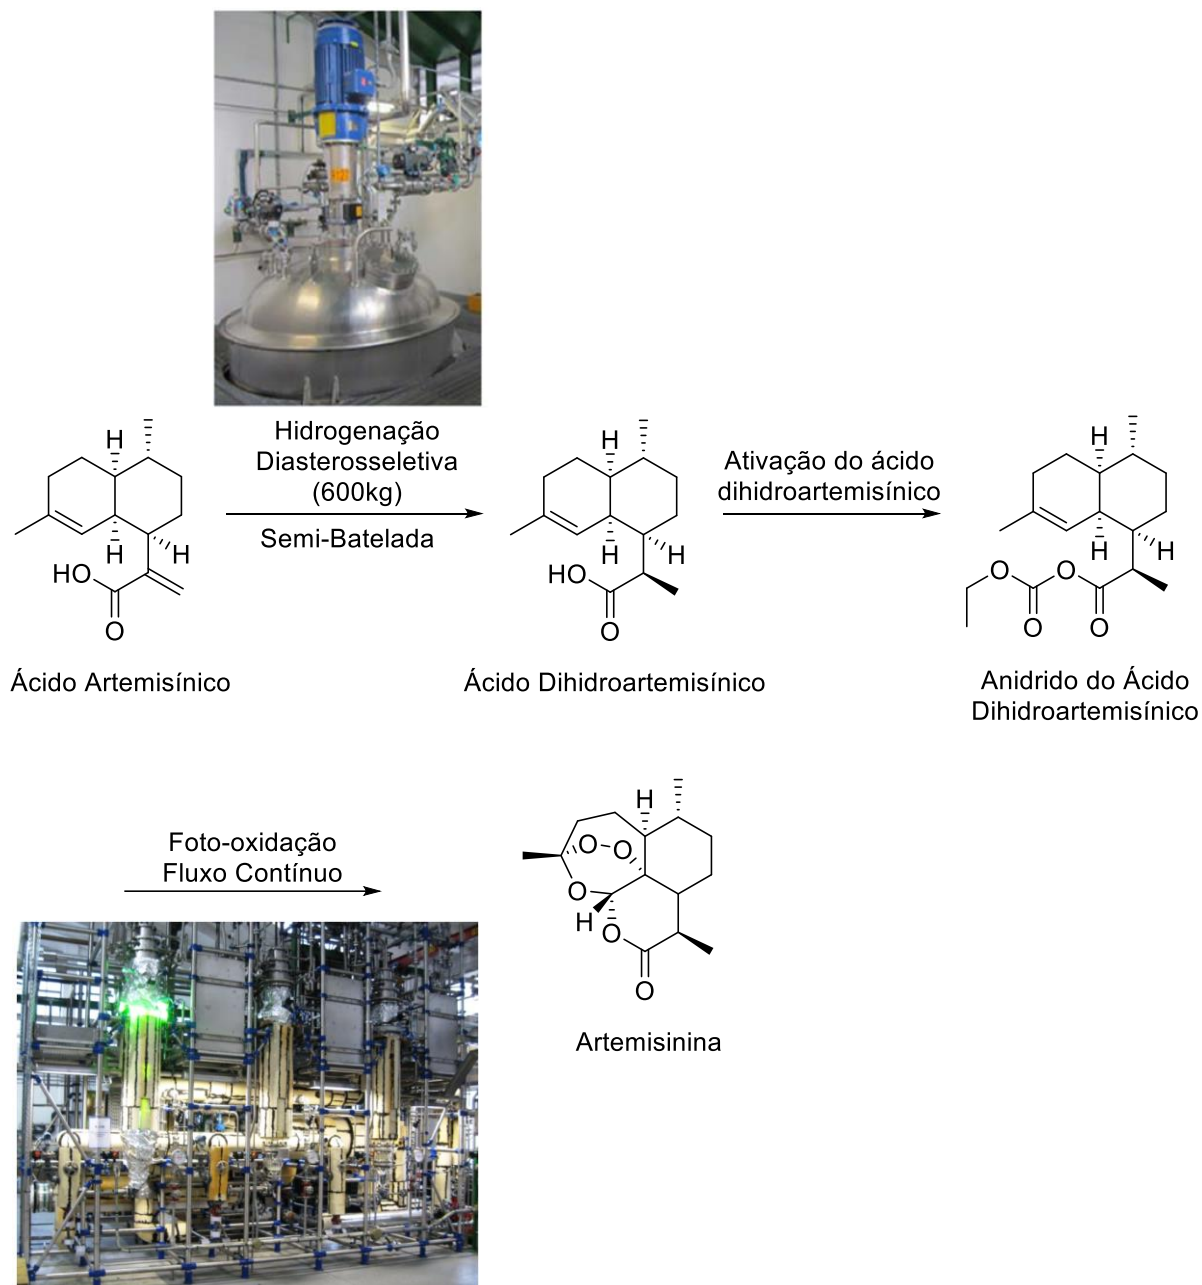 Hidrogenação
Diasterosseletiva
(600kg)
Semi-Batelada
H
H
H
HO
O
Ácido Artemisínico
H
H
H
HO
O
Ácido Dihidroartemisínico
Ativação do ácido
dihidroartemisínico
H
H
H
O
O
O
O
Anidrido do Ácido
Dihidroartemisínico
Foto-oxidação
Fluxo Contínuo
H
O
O
O
H
O
O
Artemisinina